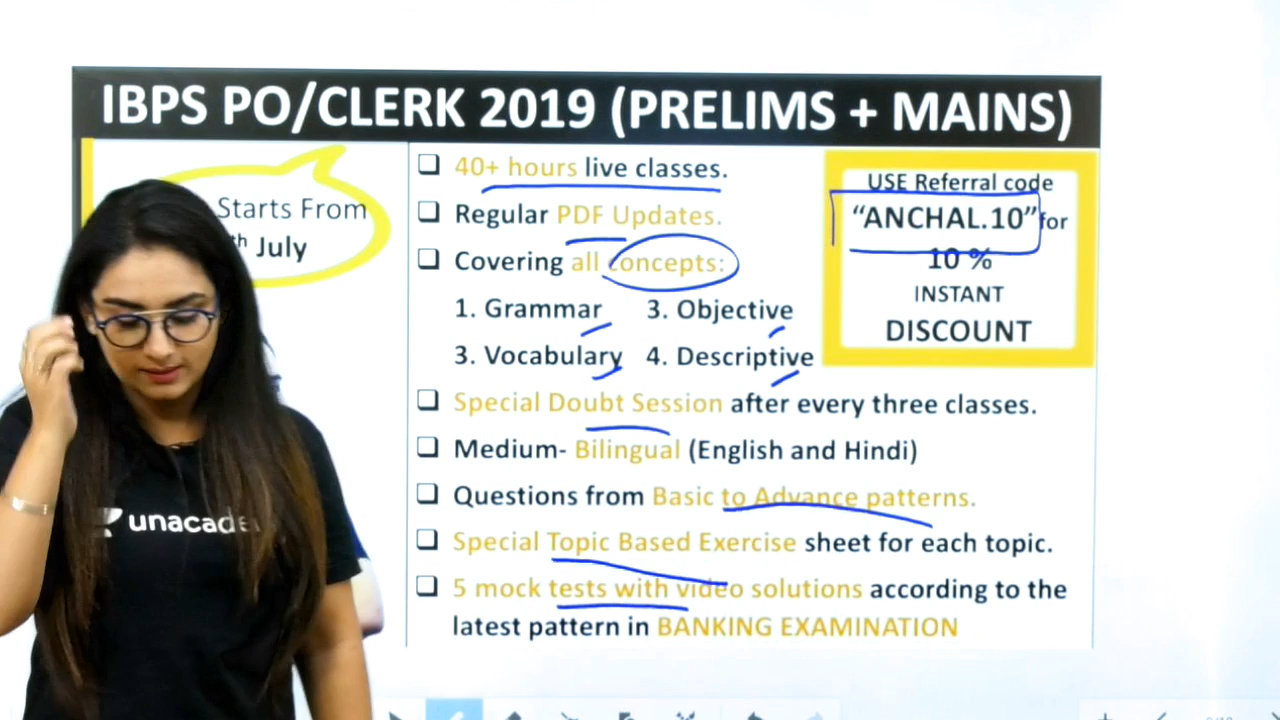 IBPS PO/CLERK 2019 (PRELIMS + MAINS)
Starts From
th July
40+ hours live classes.
Regular PDF Updates.
Covering all concepts:
1. Grammar 3. Objective
3. Vocabulary 4. Descriptive
Special Doubt Session after every three classes.
Medium- Bilingual (English and Hindi)
Questions from Basic to Advance patterns.
Special Topic Based Exercise sheet for each topic.
5 mock tests with video solutions according to the
latest pattern in BANKING EXAMINATION
USE Referral code
“ANCHAL.10” for
10 %
INSTANT
DISCOUNT
unacade